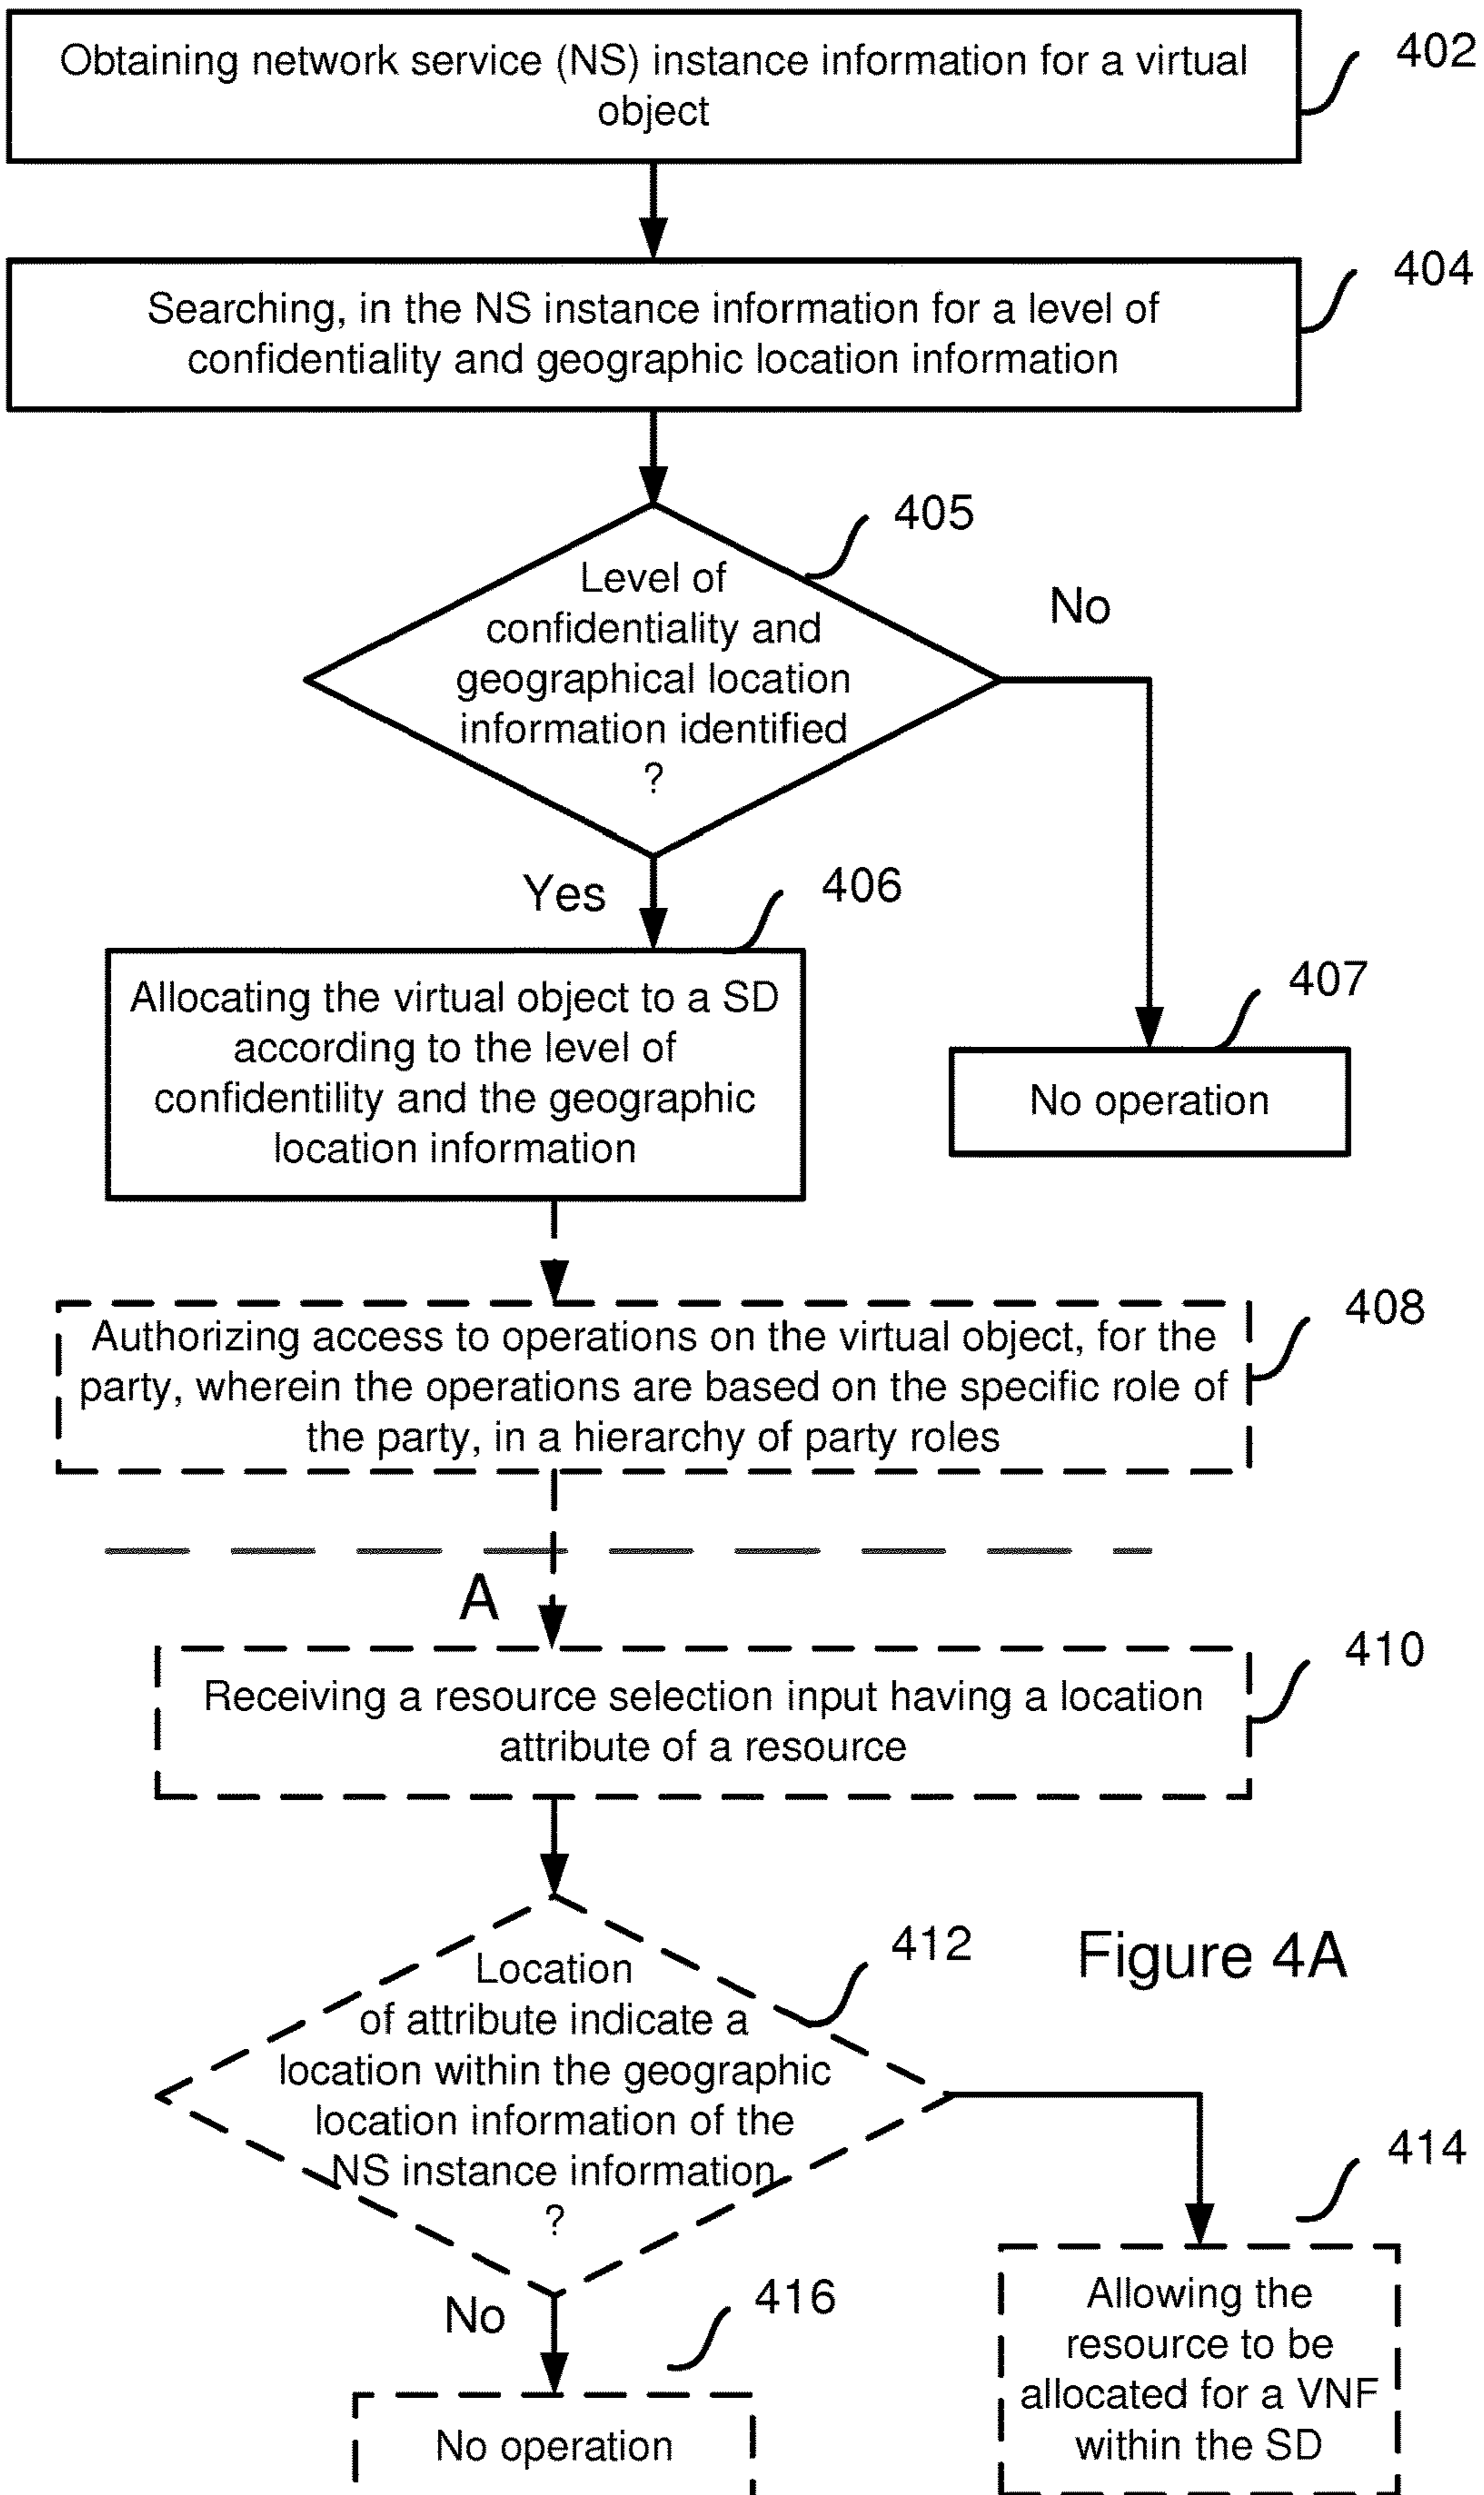 Obtaining network service (NS) instance information for a virtual
object
402
Searching, in the NS instance information for a level of
confidentiality and geographic location information
404
405
Level of
confidentiality and
geographical location
information identified
?
No
Yes
406
Allocating the virtual object to a SD
according to the level of
confidentility and the geographic
location information
407
No operation
408
Authorizing access to operations on the virtual object, for the
party, wherein the operations are based on the specific role of
the party, in a hierarchy of party roles
A
410
Receiving a resource selection input having a location
attribute of a resource
412
Figure 4A
Location
of attribute indicate a
location within the geographic
location information of the
NS instance information
?
414
No
416
Allowing the
resource to be
allocated for a VNF
within the SD
No operation